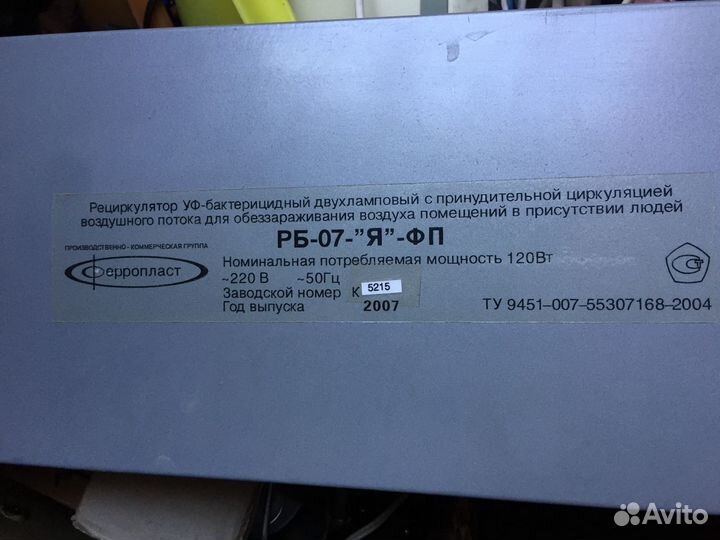 Рециркулятор УФ-бактерицидный двухламповый с принудительной циркуляцией
воздушного потока для обеззараживания воздуха помещений в присутствии людей
РБ-07-"Я"-ФП
ПРОИЗВОДСТВЕННО - КОММЕРЧЕСКАЯ ГРУППА
ферропласт
Номинальная потребляемая мощность 120Вт
~220 В ~50Гц
Заводской номер К 5215
Год выпуска 2007
ТУ 9451-007-55307168-2004
Avito